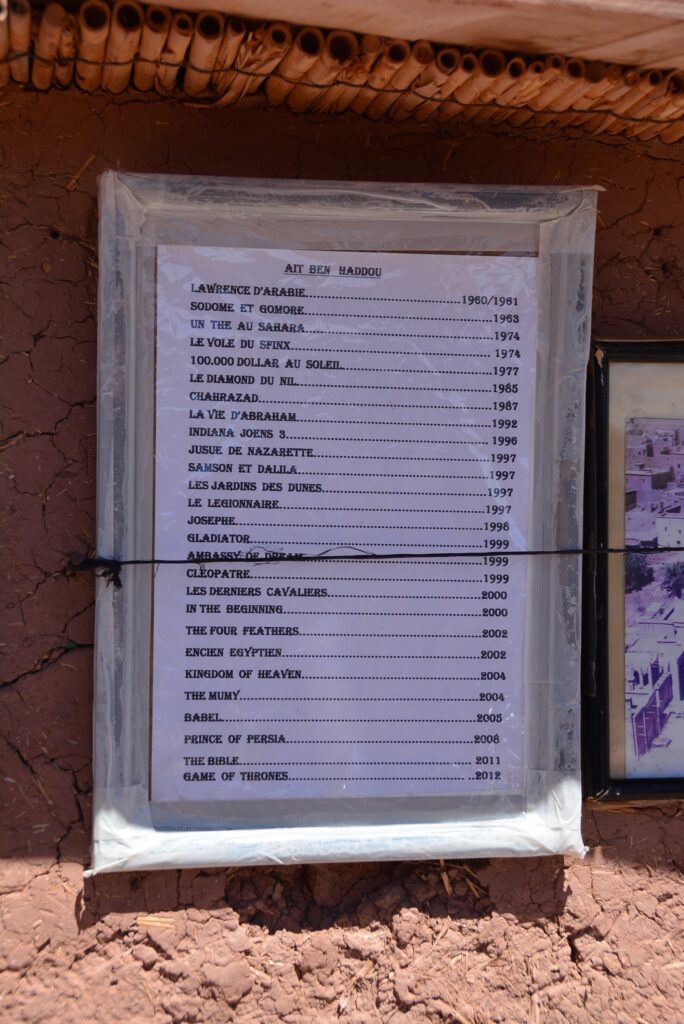 AIT BEN HADDOU
LAWRENCE D'ARABIE......1960/1961
SODOME ET GOMORE......1963
UN THE AU SAHARA......1974
LE VOLE DU SFINX......1974
100.000 DOLLAR AU SOLEIL......1977
LE DIAMOND DU NIL......1985
CHAHRAZAD......1987
LA VIE D'ABRAHAM......1992
INDIANA JOENS 3......1996
JUSUE DE NAZARETTE......1997
SAMSON ET DALILA......1997
LES JARDINS DES DUNES......1997
LE LEGIONNAIRE......1997
JOSEPHE......1998
GLADIATOR......1999
AMBASSY OF DREAM......1999
CLEOPATRE......1999
LES DERNIERS CAVALIERS......2000
IN THE BEGINNING......2000
THE FOUR FEATHERS......2002
ENCIEN EGYPTIEN......2002
KINGDOM OF HEAVEN......2004
THE MUMY......2004
BABEL......2005
PRINCE OF PERSIA......2008
THE BIBLE......2011
GAME OF THRONES......2012